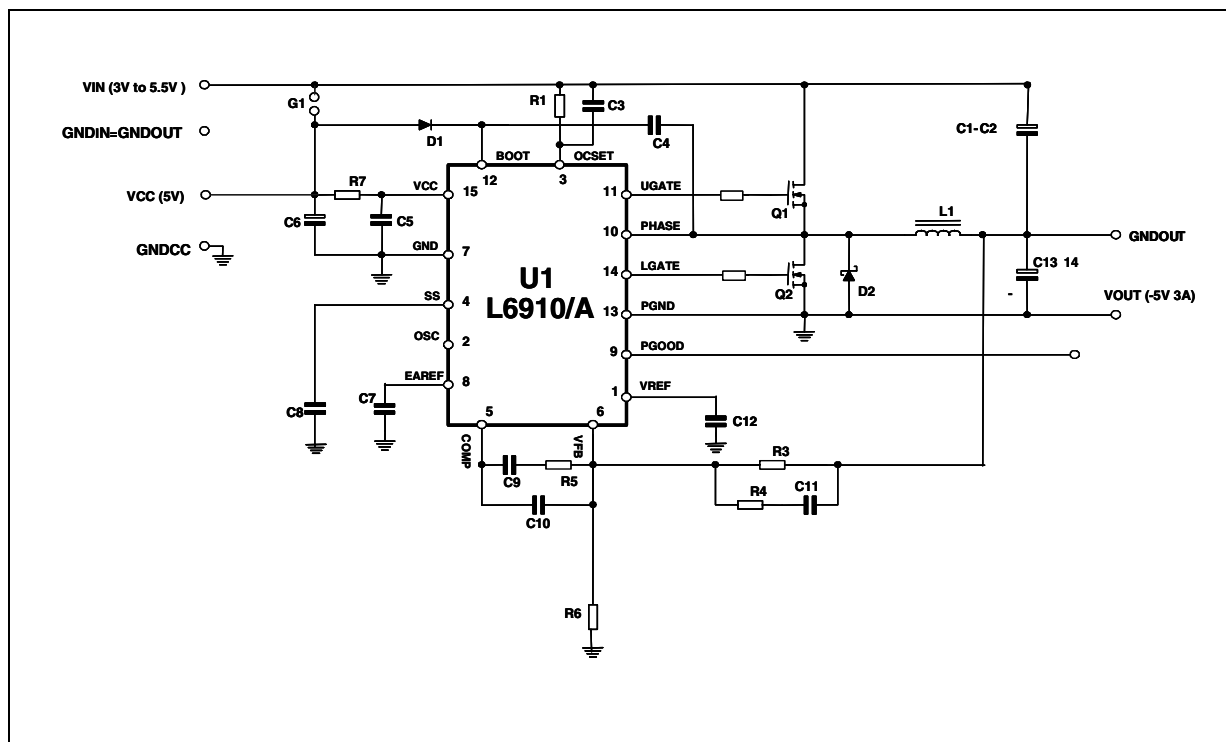 VIN (3V to 5.5V )
G1
R1
C3
GNDIN=GNDOUT
D1
C4
C1-C2
BOOT
OCSET
12
3
VCC (5V)
R7
VCC
15
11
UGATE
Q1
L1
C6
C5
10
PHASE
GNDOUT
GNDCC
GND
7
U1
L6910/A
14
LGATE
Q2
D2
C13 14
-
VOUT (-5V 3A)
SS
4
13
PGND
OSC
2
9
PGOOD
EAREF
8
1
VREF
C8
C7
5
6
C12
COMP
VFB
C9
R5
R3
R4
C11
C10
R6